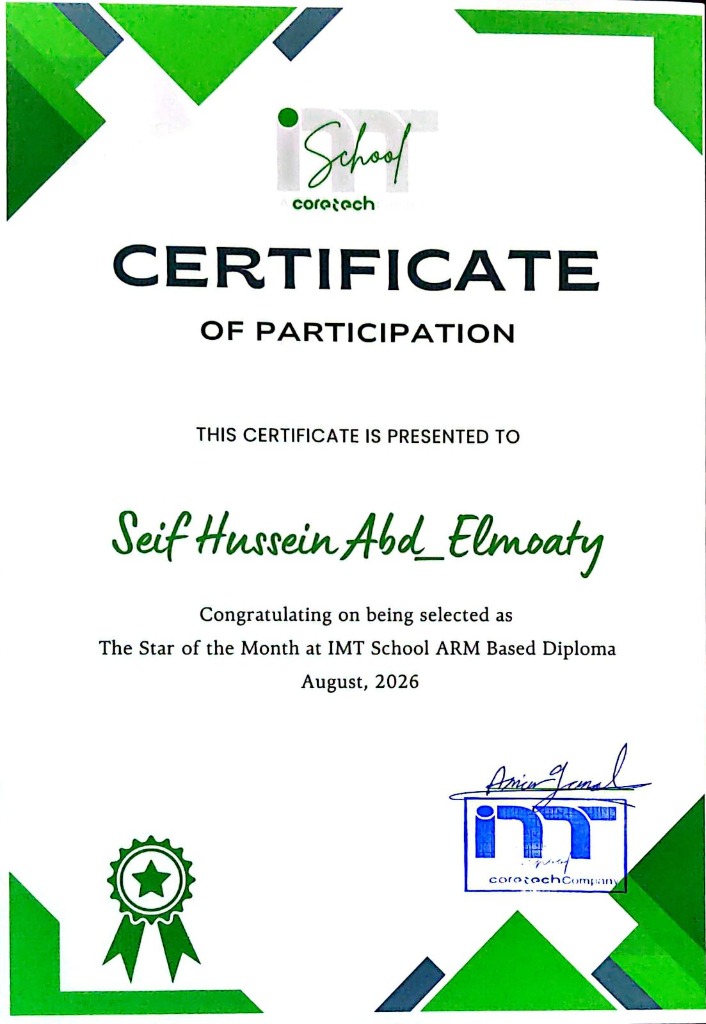 imt
School
coretech
CERTIFICATE
OF PARTICIPATION
THIS CERTIFICATE IS PRESENTED TO
Seif Hussein Abd_Elmoaty
Congratulating on being selected as
The Star of the Month at IMT School ARM Based Diploma
August, 2026
imt
School
coretechCompany